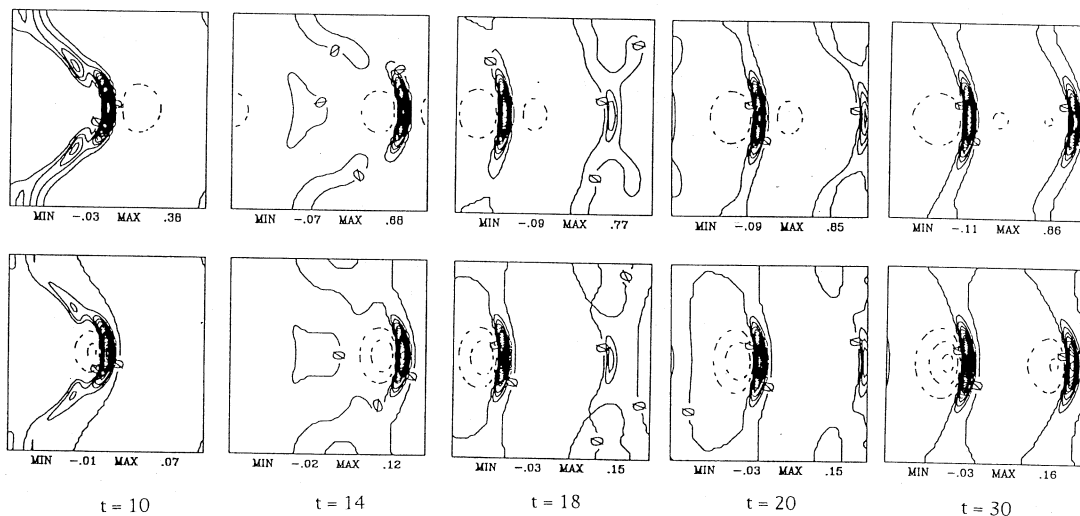 MIN -.03 MAX .38
MIN -.07 MAX .68
MIN -.09 MAX .77
MIN -.09 MAX .85
MIN -.11 MAX .86
MIN -.01 MAX .07
MIN -.02 MAX .12
MIN -.03 MAX .15
MIN -.03 MAX .15
MIN -.03 MAX .16
t = 10
t = 14
t = 18
t = 20
t = 30